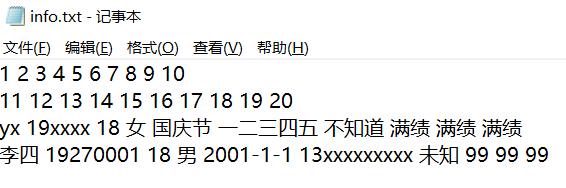 info.txt - 记事本
文件(F) 编辑(E) 格式(O) 查看(V) 帮助(H)
1 2 3 4 5 6 7 8 9 10
11 12 13 14 15 16 17 18 19 20
yx 19xxxx 18 女 国庆节 一二三四五 不知道 满绩 满绩 满绩
李四 19270001 18 男 2001-1-1 13xxxxxxxxx 未知 99 99 99